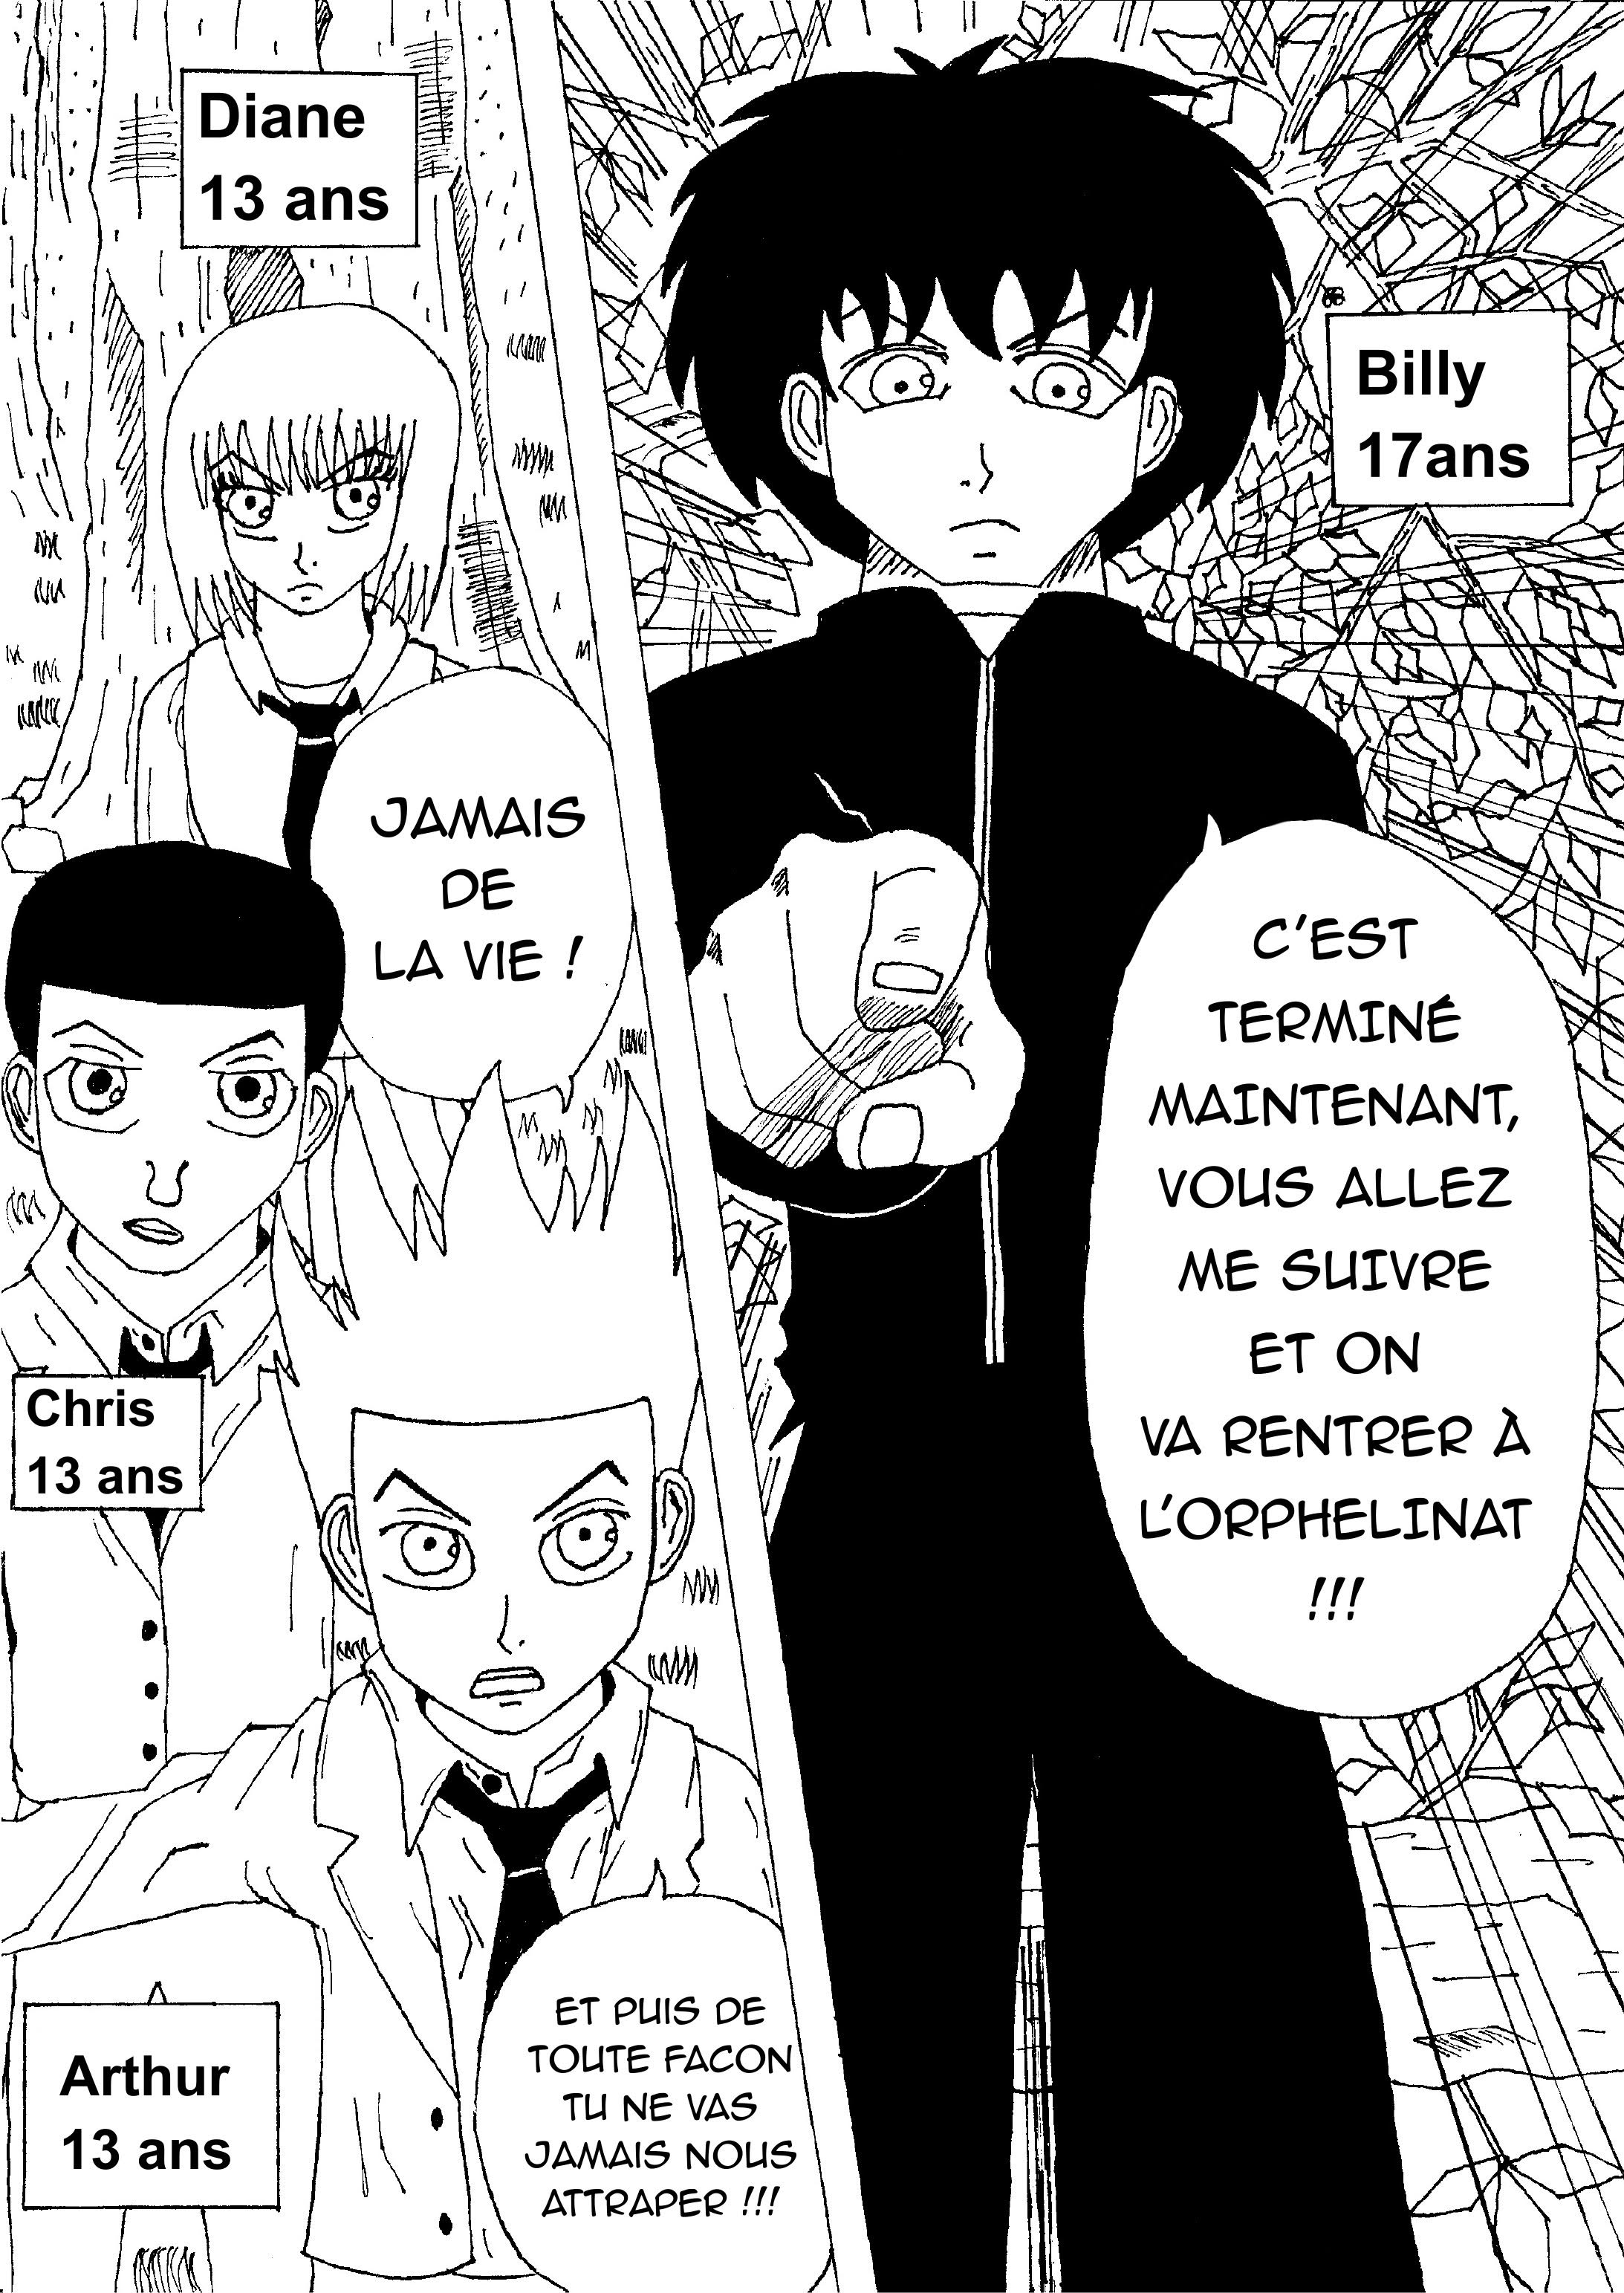 Diane
13 ans
Billy
17ans
JAMAIS
DE
LA VIE !
C'EST
TERMINÉ
MAINTENANT,
VOUS ALLEZ
ME SUIVRE
ET ON
VA RENTRER À
L'ORPHELINAT
!!!
Chris
13 ans
Arthur
13 ans
ET PUIS DE
TOUTE FACON
TU NE VAS
JAMAIS NOUS
ATTRAPER !!!